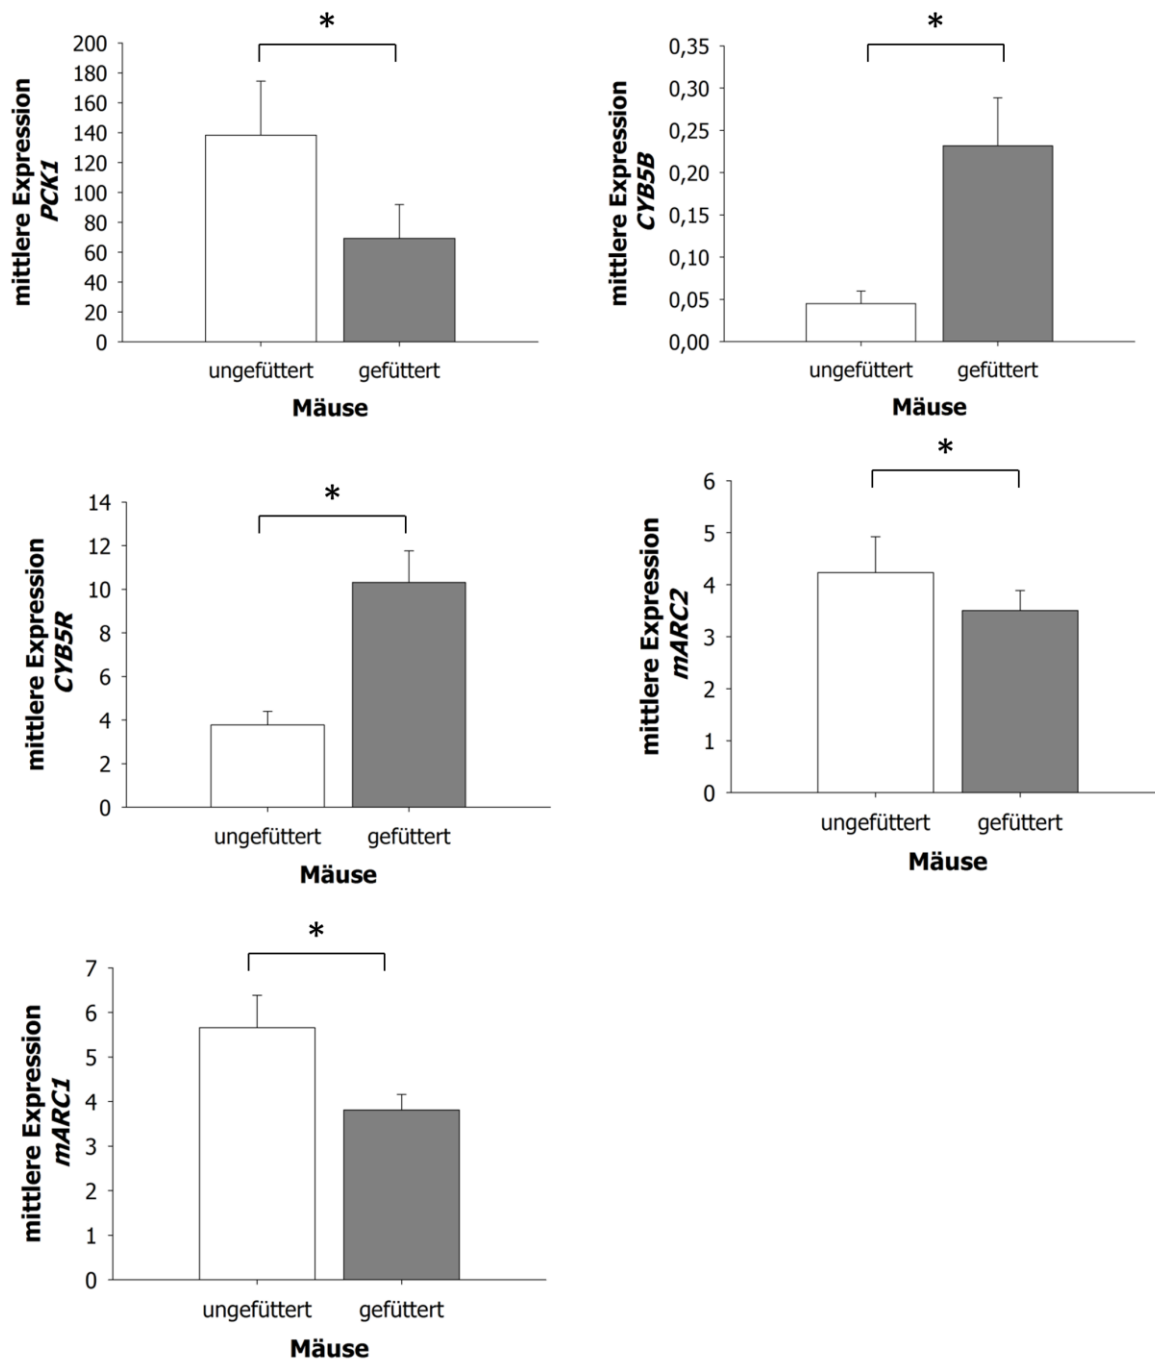 *
200
180
160
140
120
100
80
60
40
20
0
mittlere Expression
PCK1
ungefüttert gefüttert
Mäuse
*
0,35
0,30
0,25
0,20
0,15
0,10
0,05
0,00
mittlere Expression
CYB5B
ungefüttert gefüttert
Mäuse
*
14
12
10
8
6
4
2
0
mittlere Expression
CYB5R
ungefüttert gefüttert
Mäuse
*
6
5
4
3
2
1
0
mittlere Expression
mARC2
ungefüttert gefüttert
Mäuse
*
7
6
5
4
3
2
1
0
mittlere Expression
mARC1
ungefüttert gefüttert
Mäuse